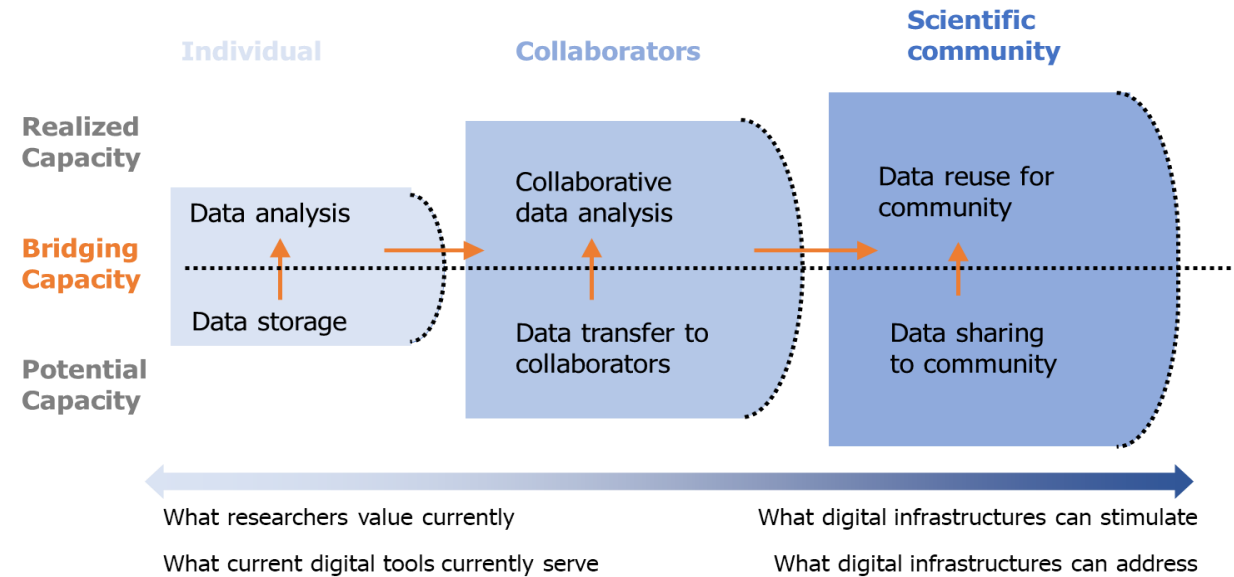 Individual
Collaborators
Scientific
community
Realized
Capacity
Bridging
Capacity
Potential
Capacity
Data analysis
Data storage
Collaborative
data analysis
Data transfer to
collaborators
Data reuse for
community
Data sharing
to community
What researchers value currently
What digital infrastructures can stimulate
What current digital tools currently serve
What digital infrastructures can address